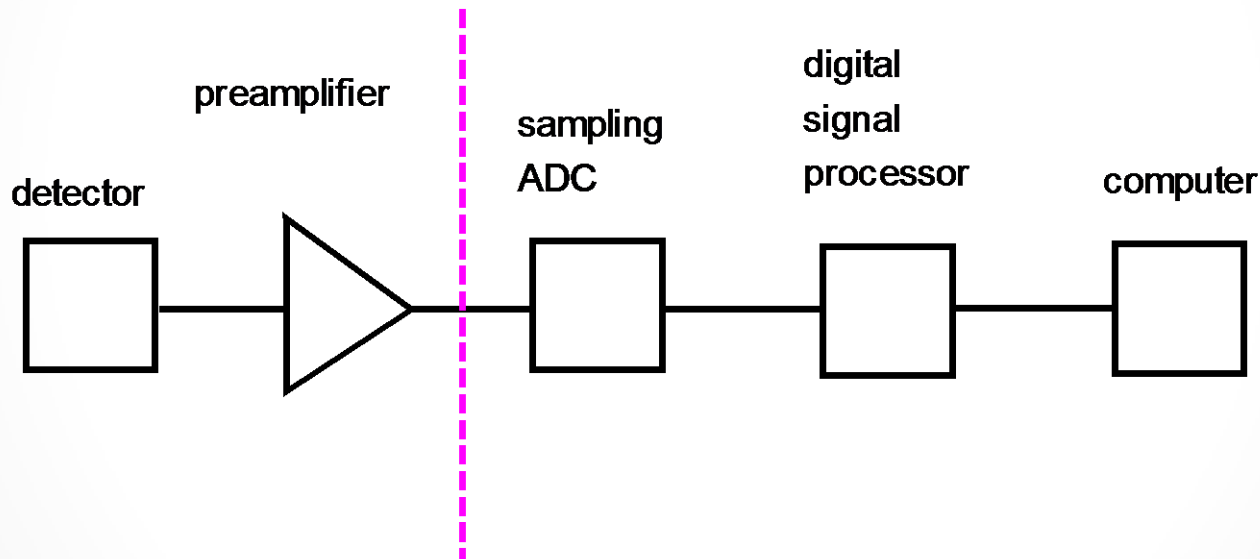 detector
preamplifier
sampling
ADC
digital
signal
processor
computer